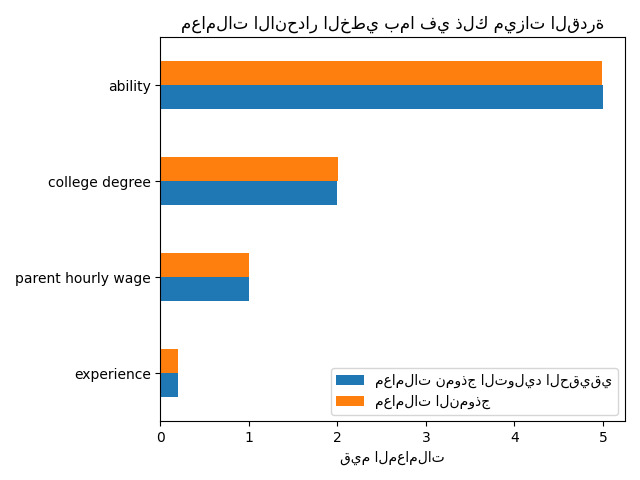 معاملات الانحدار الخطي بما في ذلك ميزات القدرة
ability
college degree
parent hourly wage
experience
معاملات نموذج التوليد الحقيقي
معاملات النموذج
0 1 2 3 4 5
قيم المعاملات